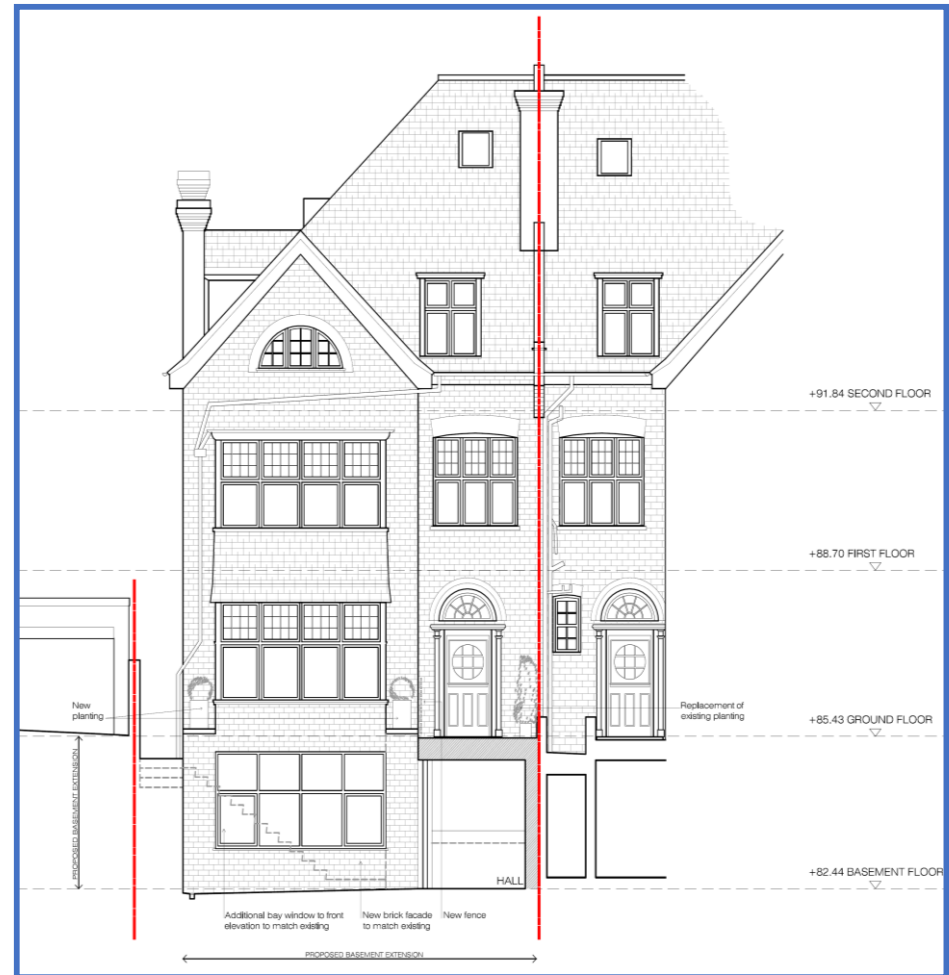 +91.84 SECOND FLOOR
+88.70 FIRST FLOOR
New
planting
Replacement of
existing planting
+85.43 GROUND FLOOR
PROPOSED BASEMENT EXTENSION
HALL
+82.44 BASEMENT FLOOR
Additional bay window to front
elevation to match existing
New brick facade
to match existing
New fence
PROPOSED BASEMENT EXTENSION